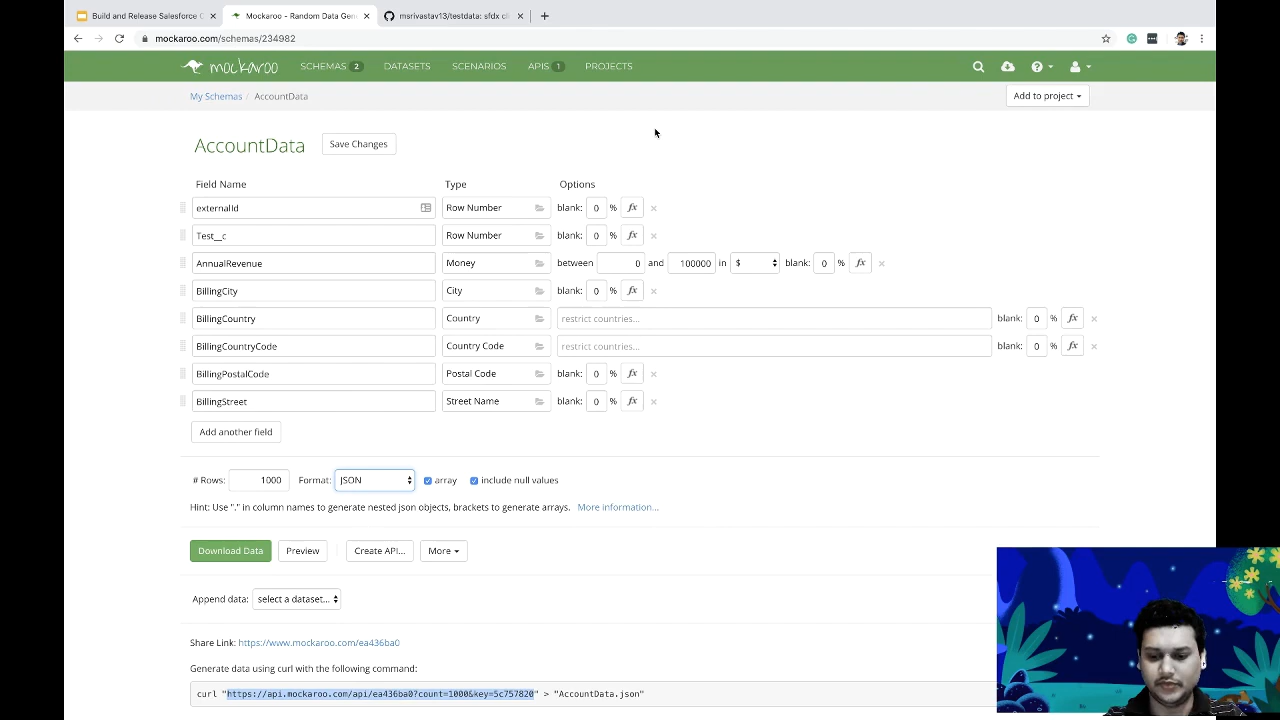 Build and Release Salesforce C
Mockaroo - Random Data Gen
msrivastav13/testdata: sfdx cli
mockaroo.com/schemas/234982
mockaroo
SCHEMAS 2
DATASETS
SCENARIOS
APIS 1
PROJECTS
My Schemas / AccountData
Add to project
AccountData
Save Changes
Field Name Type Options
externalId Row Number blank: 0 % fx ×
Test__c Row Number blank: 0 % fx ×
AnnualRevenue Money between 0 and 100000 in $ blank: 0 % fx ×
BillingCity City blank: 0 % fx ×
BillingCountry Country restrict countries... blank: 0 % fx ×
BillingCountryCode Country Code restrict countries... blank: 0 % fx ×
BillingPostalCode Postal Code blank: 0 % fx ×
BillingStreet Street Name blank: 0 % fx ×
Add another field
# Rows: 1000 Format: JSON array include null values
Hint: Use "." in column names to generate nested json objects, brackets to generate arrays. More information...
Download Data Preview Create API... More
Append data: select a dataset...
Share Link: https://www.mockaroo.com/ea436ba0
Generate data using curl with the following command:
curl "https://api.mockaroo.com/api/ea436ba0?count=1000&key=5c757820" > "AccountData.json"